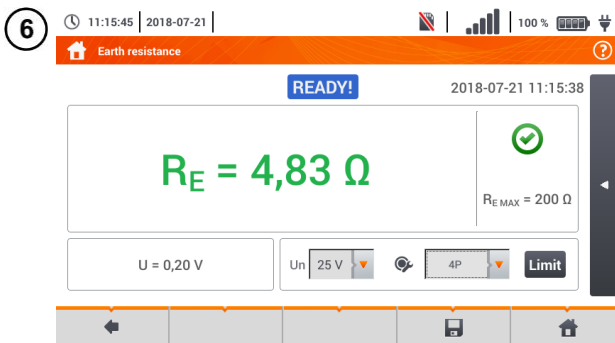 6
11:15:45 2018-07-21 100 %
Earth resistance ?
READY! 2018-07-21 11:15:38
RE = 4,83 Ω
RE MAX = 200 Ω
U = 0,20 V Un 25 V 4P Limit